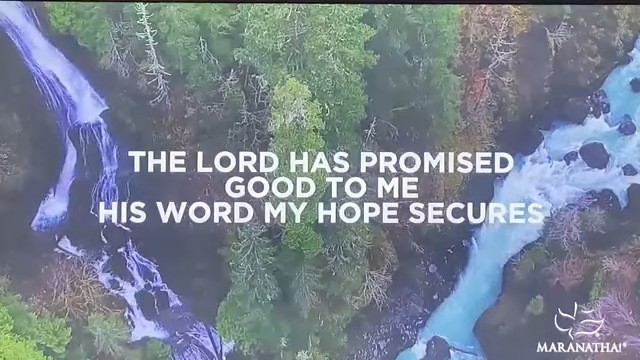 THE LORD HAS PROMISED
GOOD TO ME
HIS WORD MY HOPE SECURES
MARANATHA!®